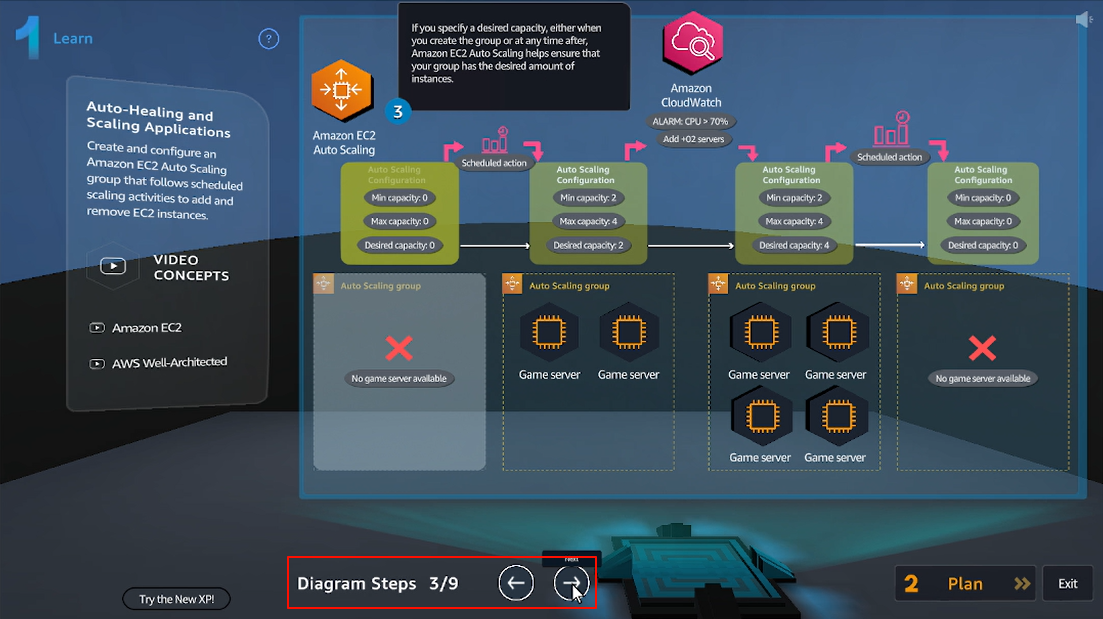 1 Learn
?
If you specify a desired capacity, either when
you create the group or at any time after,
Amazon EC2 Auto Scaling helps ensure that
your group has the desired amount of
instances.
3
Amazon EC2
Auto Scaling
Amazon
CloudWatch
ALARM: CPU > 70%
Add +02 servers
Auto-Healing and
Scaling Applications
Create and configure an
Amazon EC2 Auto Scaling
group that follows scheduled
scaling activities to add and
remove EC2 instances.
VIDEO
CONCEPTS
Amazon EC2
AWS Well-Architected
Scheduled action
Scheduled action
Auto Scaling
Configuration
Min capacity: 0
Max capacity: 0
Desired capacity: 0
Auto Scaling
Configuration
Min capacity: 2
Max capacity: 4
Desired capacity: 2
Auto Scaling
Configuration
Min capacity: 2
Max capacity: 4
Desired capacity: 4
Auto Scaling
Configuration
Min capacity: 0
Max capacity: 0
Desired capacity: 0
Auto Scaling group
No game server available
Auto Scaling group
Game server
Game server
Auto Scaling group
Game server
Game server
Game server
Game server
Auto Scaling group
No game server available
Next
Diagram Steps 3/9
Try the New XP!
2 Plan
Exit